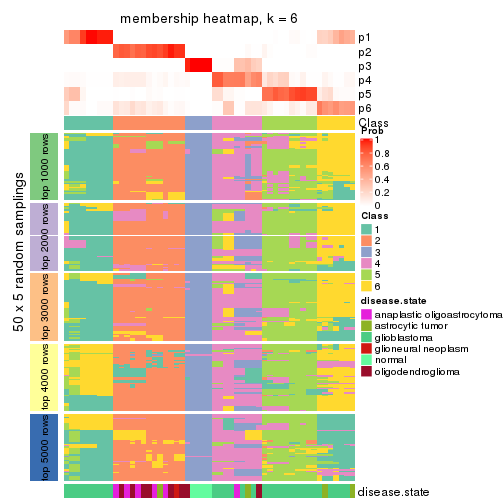 membership heatmap, k = 6
p1
p2
p3
p4
p5
p6
Class
50 x 5 random samplings
top 1000 rows
top 2000 rows
top 3000 rows
top 4000 rows
top 5000 rows
disease.state
Prob
1
0.8
0.6
0.4
0.2
0
Class
1
2
3
4
5
6
disease.state
anaplastic oligoastrocytoma
astrocytic tumor
glioblastoma
glioneural neoplasm
normal
oligodendroglioma